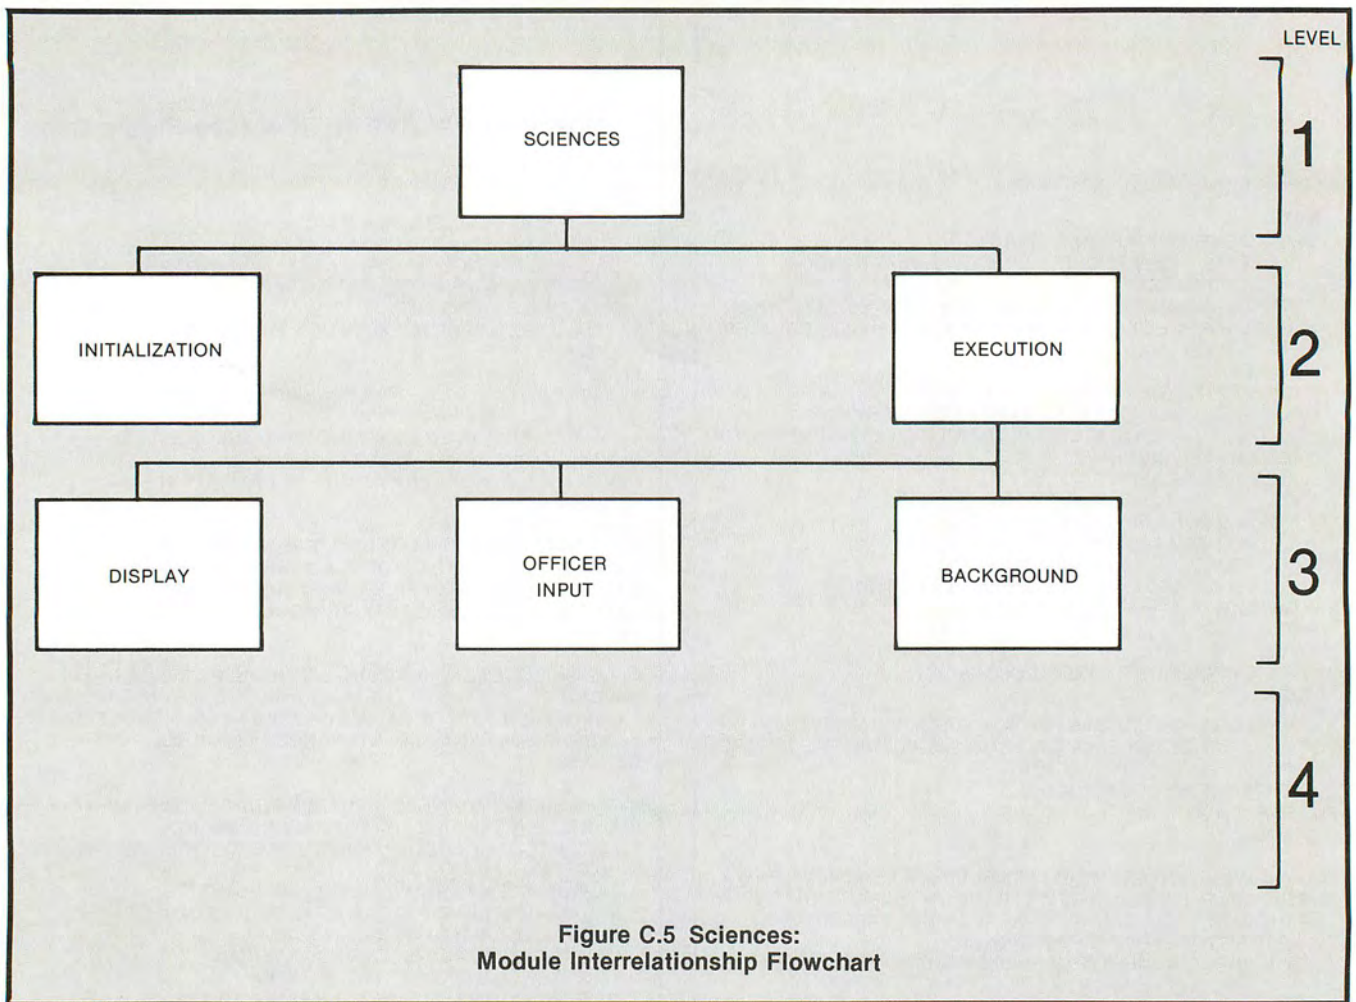 LEVEL
SCIENCES
1
INITIALIZATION
EXECUTION
2
DISPLAY
OFFICER
INPUT
BACKGROUND
3
4
Figure C.5 Sciences:
Module Interrelationship Flowchart